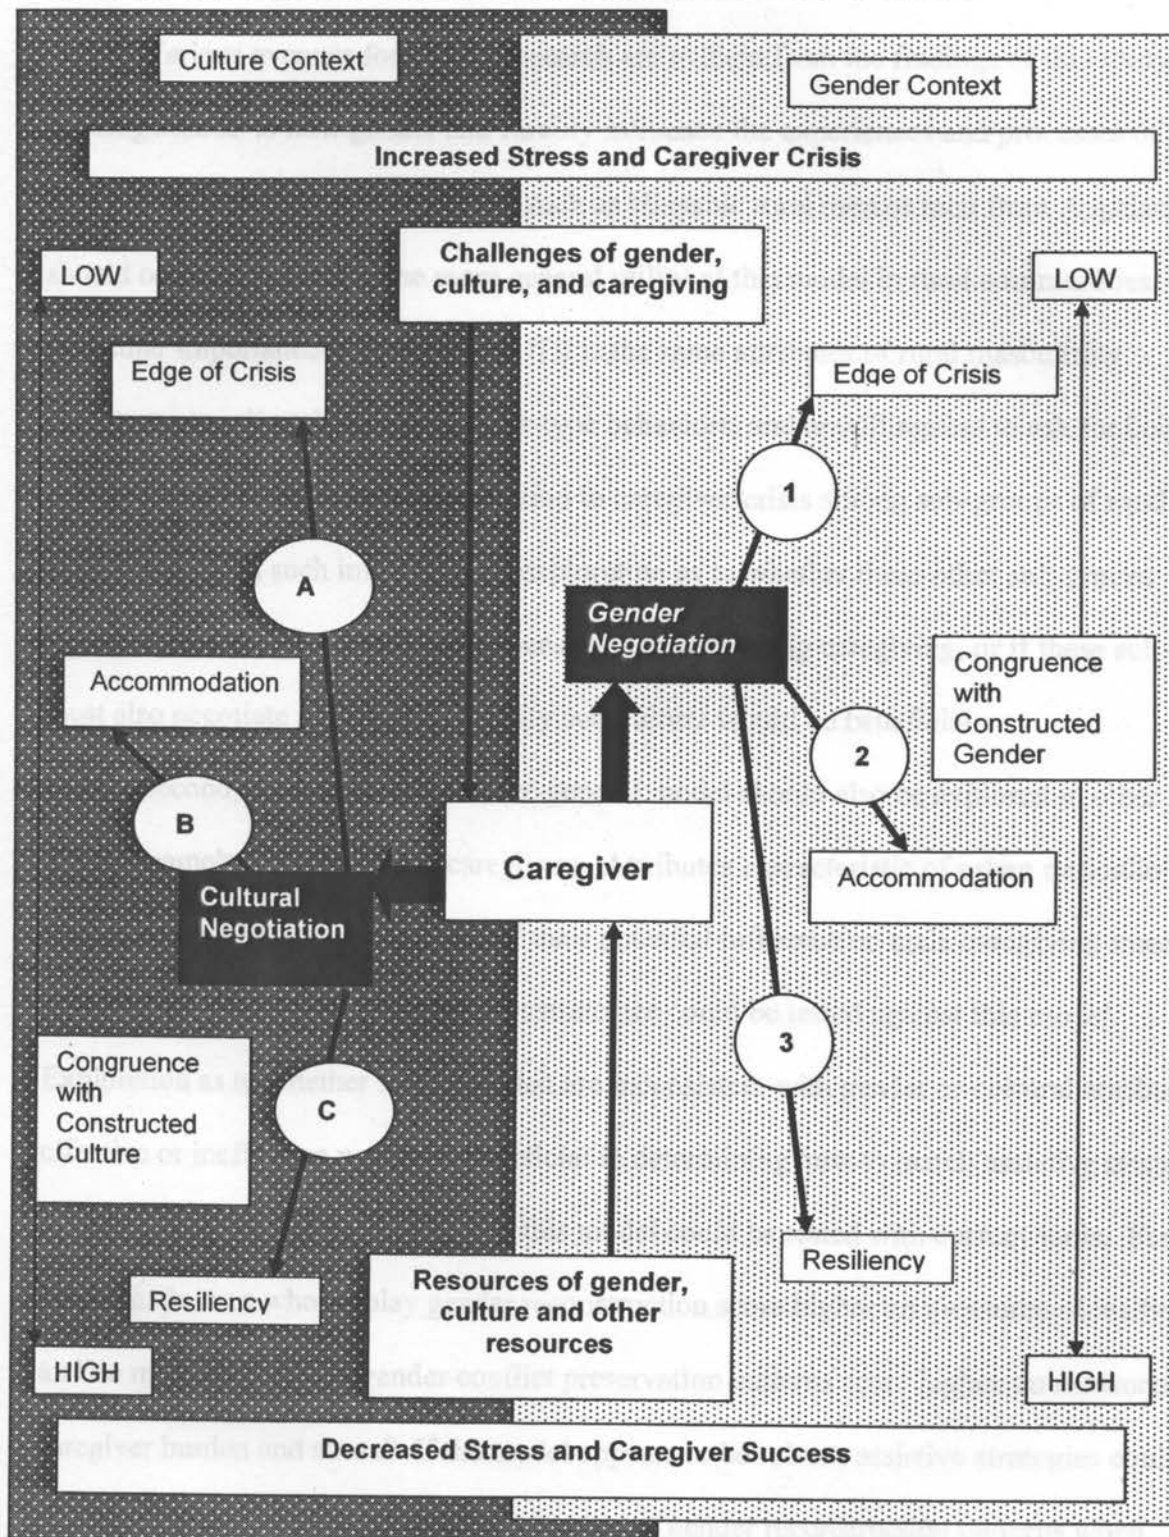 Culture Context
Gender Context
Increased Stress and Caregiver Crisis
LOW
Challenges of gender,
culture, and caregiving
LOW
Edge of Crisis
Edge of Crisis
1
A
Gender
Negotiation
Accommodation
Congruence
with
Constructed
Gender
2
B
Caregiver
Accommodation
Cultural
Negotiation
3
Congruence
with
Constructed
Culture
C
Resiliency
Resiliency
Resources of gender,
culture and other
resources
HIGH
HIGH
Decreased Stress and Caregiver Success